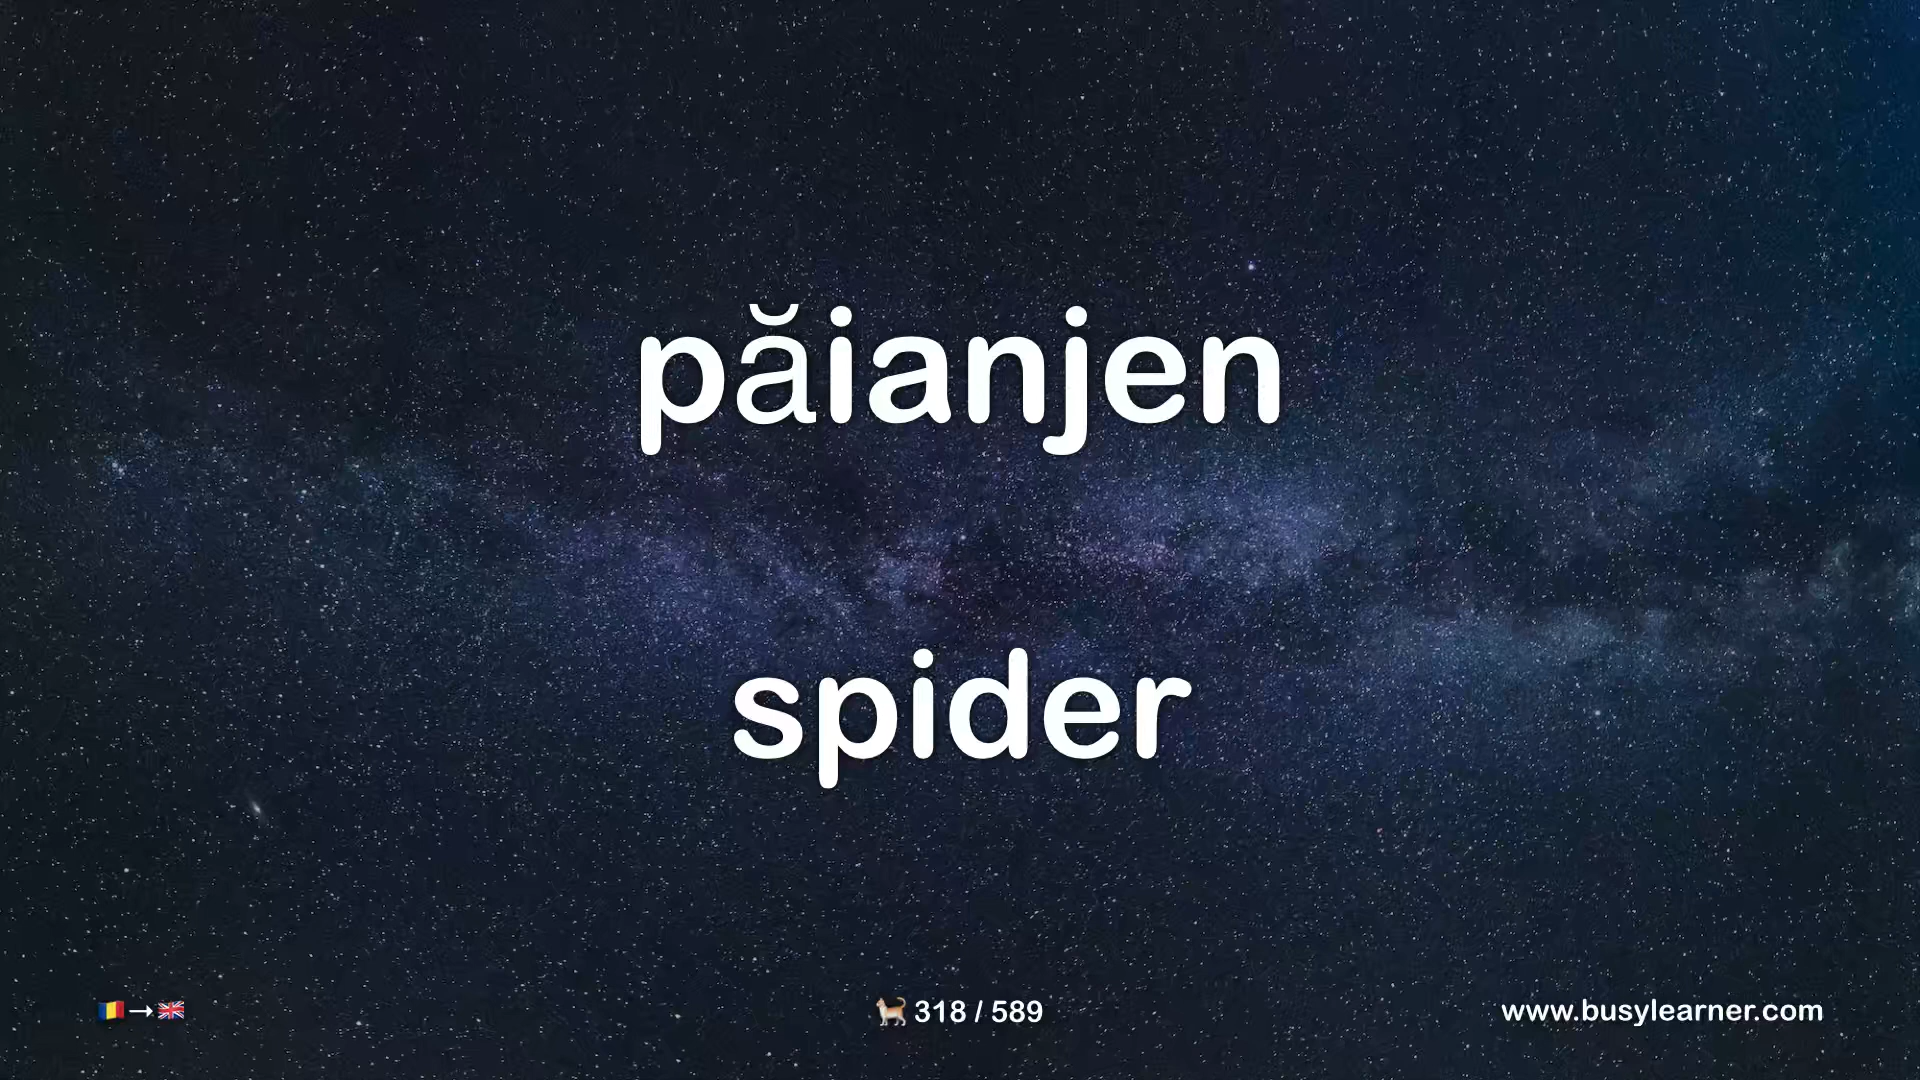 păianjen
spider
🇷🇴→🇬🇧
🐕 318 / 589
www.busylearner.com